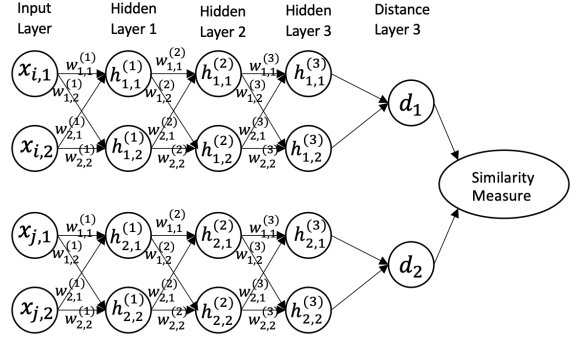 Input Layer
Hidden Layer 1
Hidden Layer 2
Hidden Layer 3
Distance Layer 3
x_{i,1} w_{1,1}^{(1)} h_{1,1}^{(1)} w_{1,1}^{(2)} h_{1,1}^{(2)} w_{1,1}^{(3)} h_{1,1}^{(3)}
w_{1,2}^{(1)} w_{1,2}^{(2)} w_{1,2}^{(3)}
d_1
w_{2,1}^{(1)} w_{2,1}^{(2)} w_{2,1}^{(3)}
x_{i,2} w_{2,2}^{(1)} h_{1,2}^{(1)} w_{2,2}^{(2)} h_{1,2}^{(2)} w_{2,2}^{(3)} h_{1,2}^{(3)}
Similarity
Measure
x_{j,1} w_{1,1}^{(1)} h_{2,1}^{(1)} w_{1,1}^{(2)} h_{2,1}^{(2)} w_{1,1}^{(3)} h_{2,1}^{(3)}
w_{1,2}^{(1)} w_{1,2}^{(2)} w_{1,2}^{(3)}
d_2
w_{2,1}^{(1)} w_{2,1}^{(2)} w_{2,1}^{(3)}
x_{j,2} w_{2,2}^{(1)} h_{2,2}^{(1)} w_{2,2}^{(2)} h_{2,2}^{(2)} w_{2,2}^{(3)} h_{2,2}^{(3)}